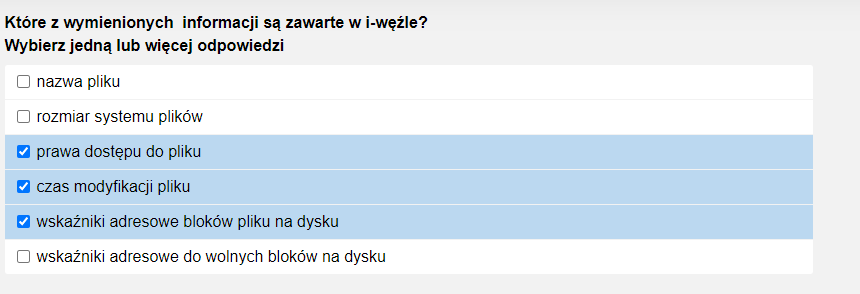 Które z wymienionych  informacji są zawarte w i-węźle?
Wybierz jedną lub więcej odpowiedzi
nazwa pliku
rozmiar systemu plików
prawa dostępu do pliku
czas modyfikacji pliku
wskaźniki adresowe bloków pliku na dysku
wskaźniki adresowe do wolnych bloków na dysku